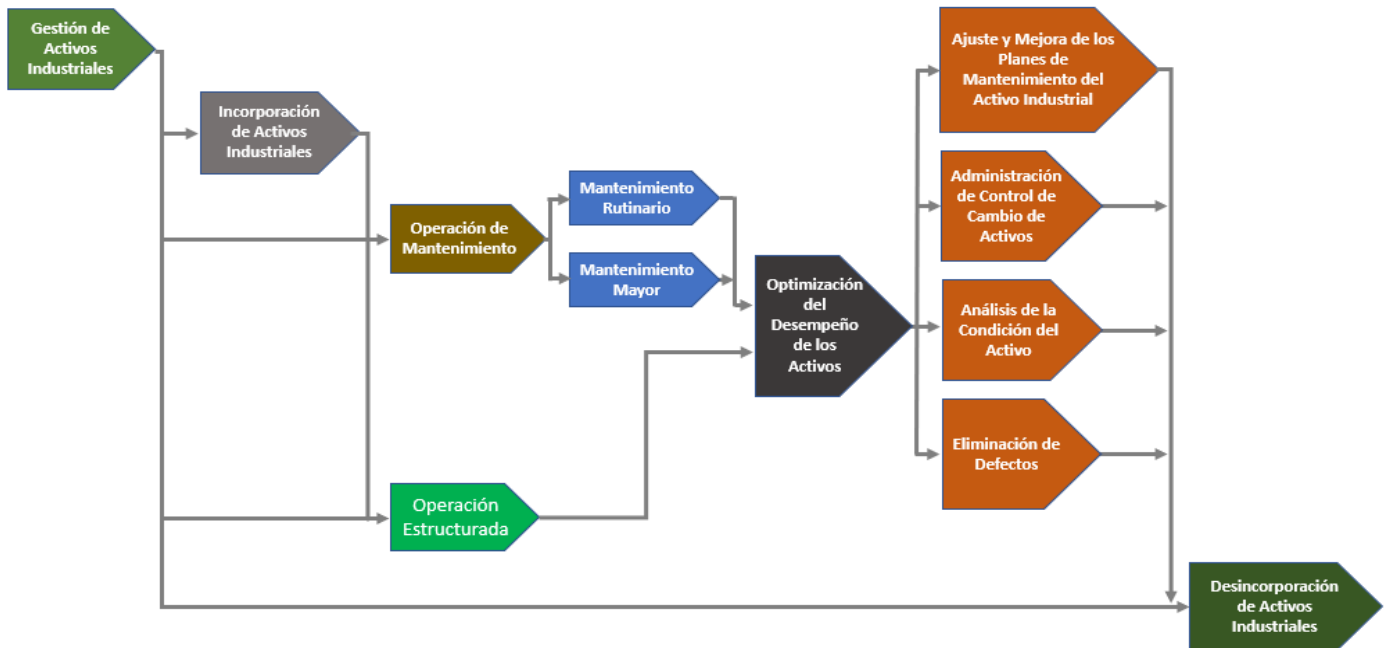 Gestión de
Activos
Industriales
Incorporación
de Activos
Industriales
Operación de
Mantenimiento
Mantenimiento
Rutinario
Mantenimiento
Mayor
Operación
Estructurada
Optimización
del
Desempeño
de los
Activos
Ajuste y Mejora de los
Planes de
Mantenimiento del
Activo Industrial
Administración
de Control de
Cambio de
Activos
Análisis de la
Condición del
Activo
Eliminación de
Defectos
Desincorporación
de Activos
Industriales